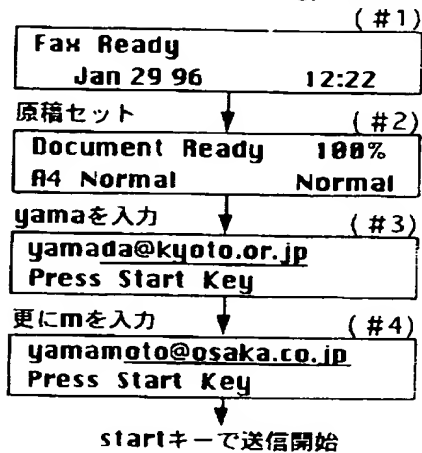 (#1)
Fax Ready
Jan 29 96 12:22
原稿セット (#2)
Document Ready 100%
A4 Normal Normal
yamaを入力 (#3)
yamada@kyoto.or.jp
Press Start Key
更にmを入力 (#4)
yamamoto@osaka.co.jp
Press Start Key
startキーで送信開始